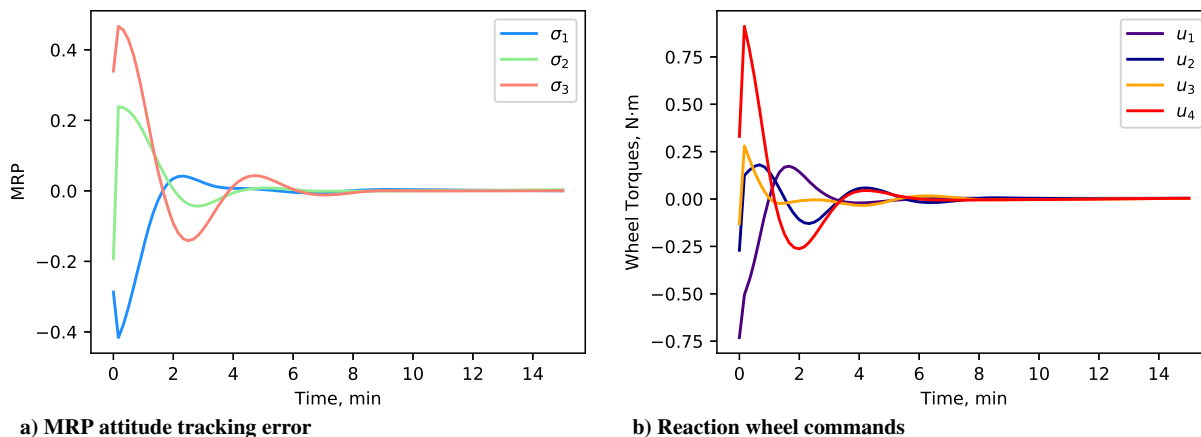 0.4
0.2
0.0
−0.2
−0.4
MRP
σ1
σ2
σ3
0 2 4 6 8 10 12 14
Time, min
a) MRP attitude tracking error
0.75
0.50
0.25
0.00
−0.25
−0.50
−0.75
Wheel Torques, N·m
u1
u2
u3
u4
0 2 4 6 8 10 12 14
Time, min
b) Reaction wheel commands